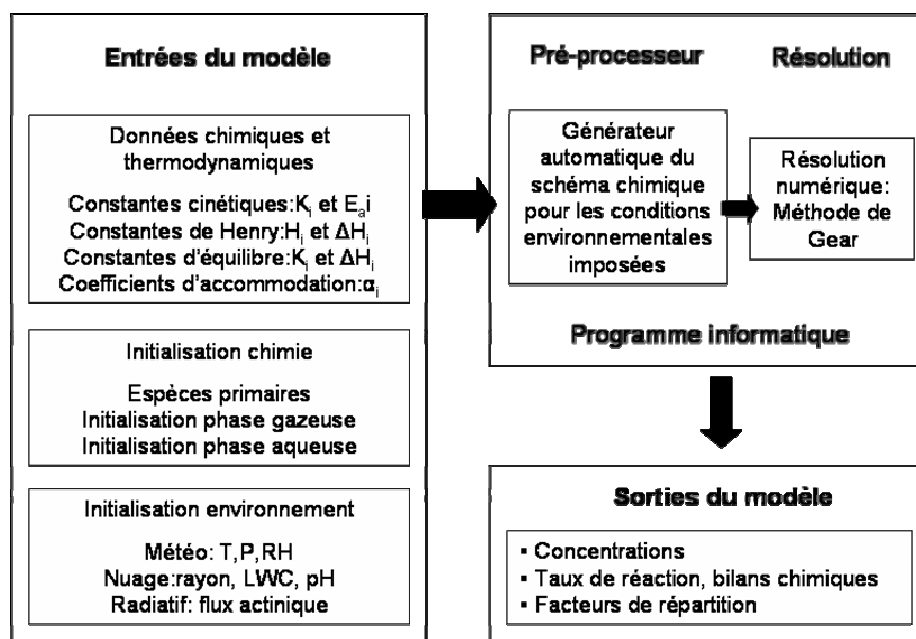 Entrées du modèle
Données chimiques et
thermodynamiques
Constantes cinétiques:Ki et Eai
Constantes de Henry:Hi et ΔHi
Constantes d'équilibre:Ki et ΔHi
Coefficients d'accommodation:αi
Initialisation chimie
Espèces primaires
Initialisation phase gazeuse
Initialisation phase aqueuse
Initialisation environnement
Météo: T,P,RH
Nuage:rayon, LWC, pH
Radiatif: flux actinique
Pré-processeur
Générateur
automatique du
schéma chimique
pour les conditions
environnementales
imposées
Résolution
Résolution
numérique:
Méthode de
Gear
Programme informatique
Sorties du modèle
▪ Concentrations
▪ Taux de réaction, bilans chimiques
▪ Facteurs de répartition